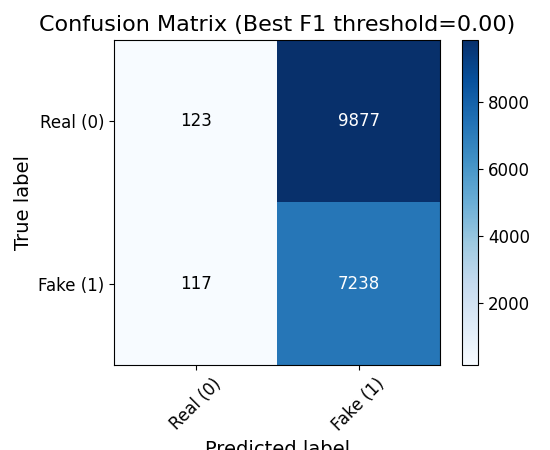 Confusion Matrix (Best F1 threshold=0.00)
True label
Real (0)
123
9877
Fake (1)
117
7238
Real (0)
Fake (1)
Predicted label
8000
6000
4000
2000